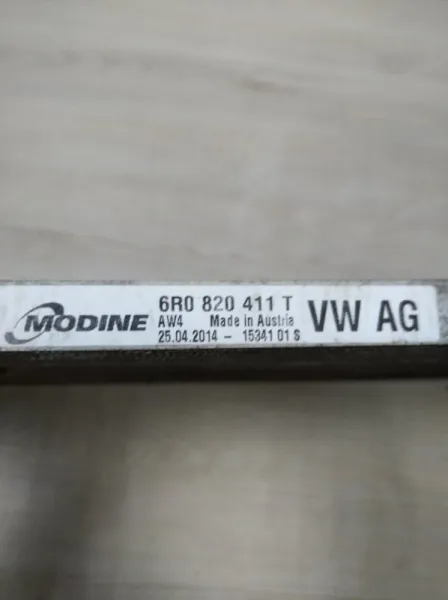 MODINE
6R0 820 411 T
AW4 Made in Austria
25.04.2014 - 15341 01 S
VW AG